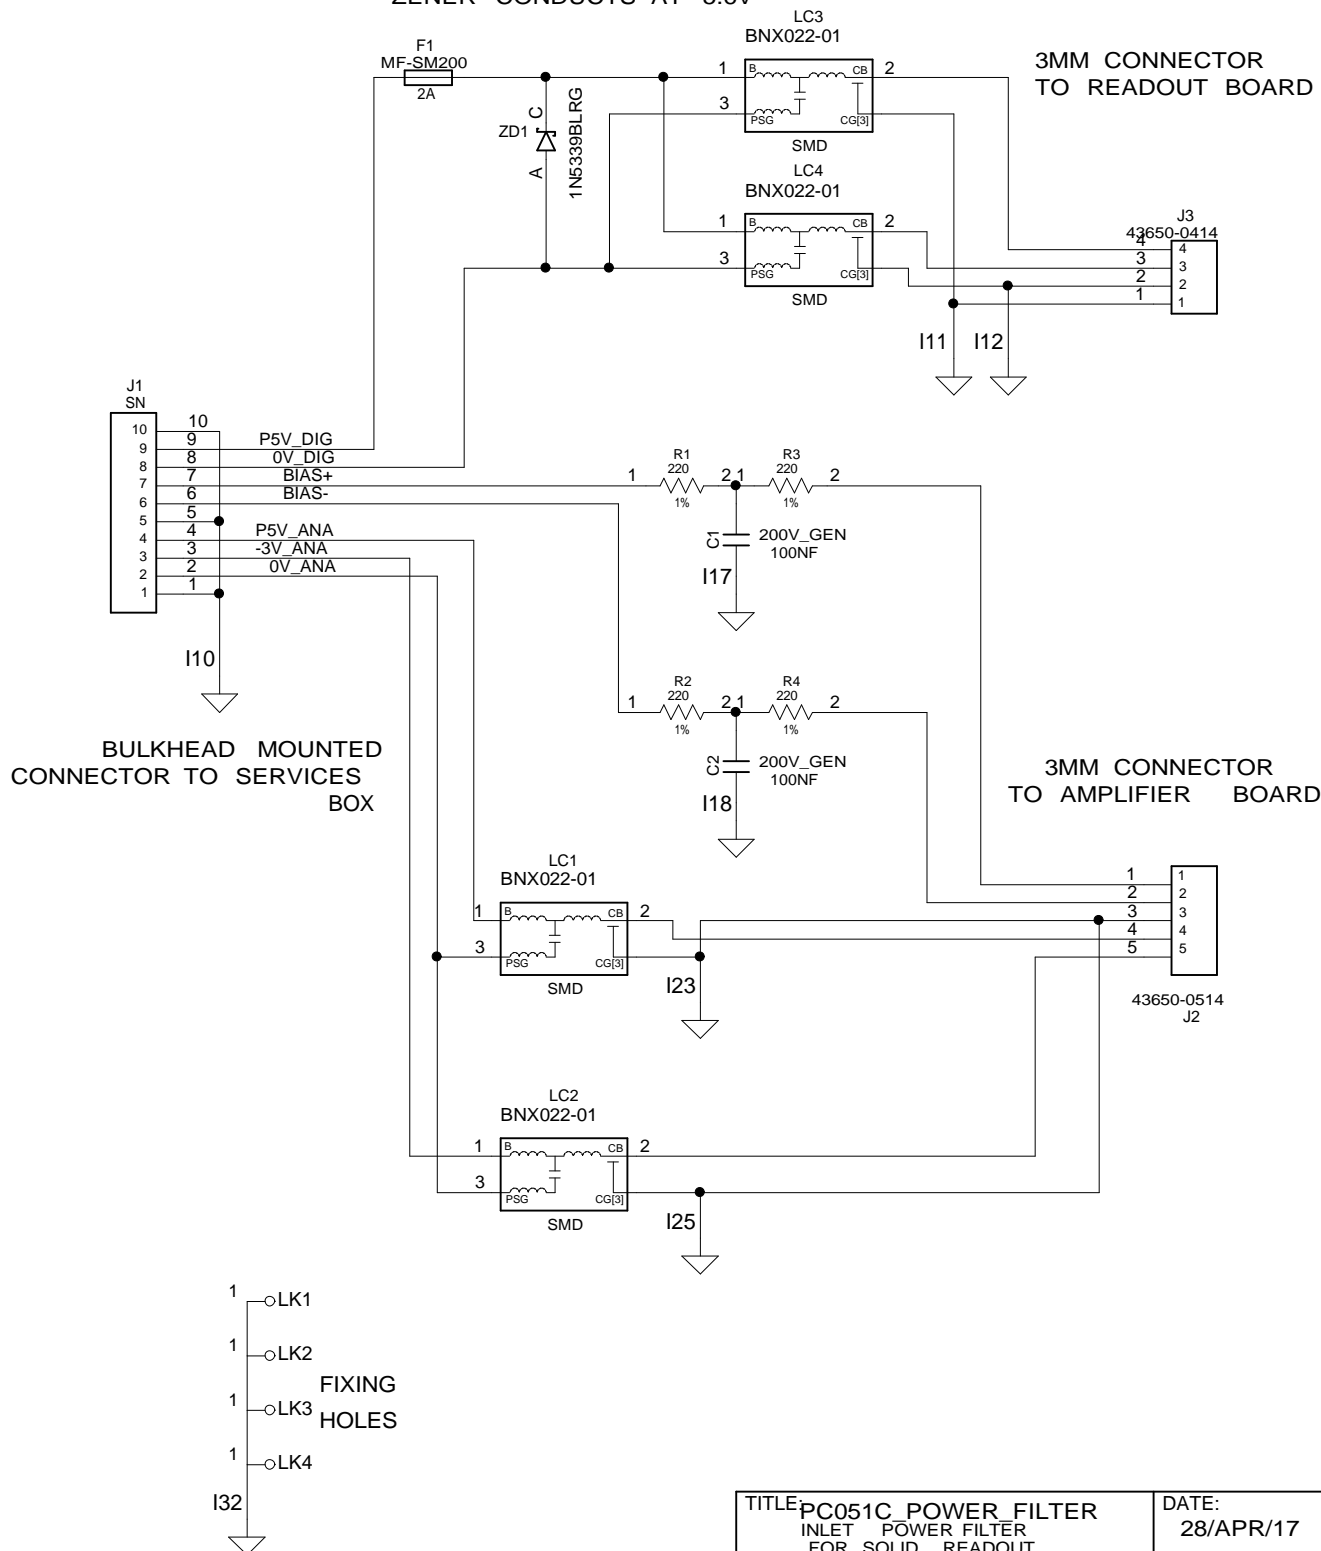 LC3
BNX022-01
F1
MF-SM200
2A
3MM CONNECTOR
TO READOUT BOARD
1 B CB 2
3 PSG CG[3]
SMD
ZD1 C A 1N5339BLRG
LC4
BNX022-01
1 B CB 2
3 PSG CG[3]
SMD
J3
43650-0414
4 4
3 3
2 2
1 1
I11 I12
J1
SN
10 10
9 9 P5V_DIG
8 8 0V_DIG
7 7 BIAS+
6 6 BIAS-
5 5
4 4 P5V_ANA
3 3 -3V_ANA
2 2 0V_ANA
1 1
I10
BULKHEAD MOUNTED
CONNECTOR TO SERVICES
BOX
R1 R3
220 220
1 2 1 2
1% 1%
C1 200V_GEN
100NF
I17
R2 R4
220 220
1 2 1 2
1% 1%
C2 200V_GEN
100NF
I18
3MM CONNECTOR
TO AMPLIFIER BOARD
LC1
BNX022-01
1 B CB 2
3 PSG CG[3]
SMD
I23
1 1
2 2
3 3
4 4
5 5
43650-0514
J2
LC2
BNX022-01
1 B CB 2
3 PSG CG[3]
SMD
I25
1 LK1
1 LK2
FIXING
1 LK3
HOLES
1 LK4
I32
TITLE: PC051C_POWER_FILTER
INLET POWER FILTER
FOR SOLID READOUT
DATE:
28/APR/17